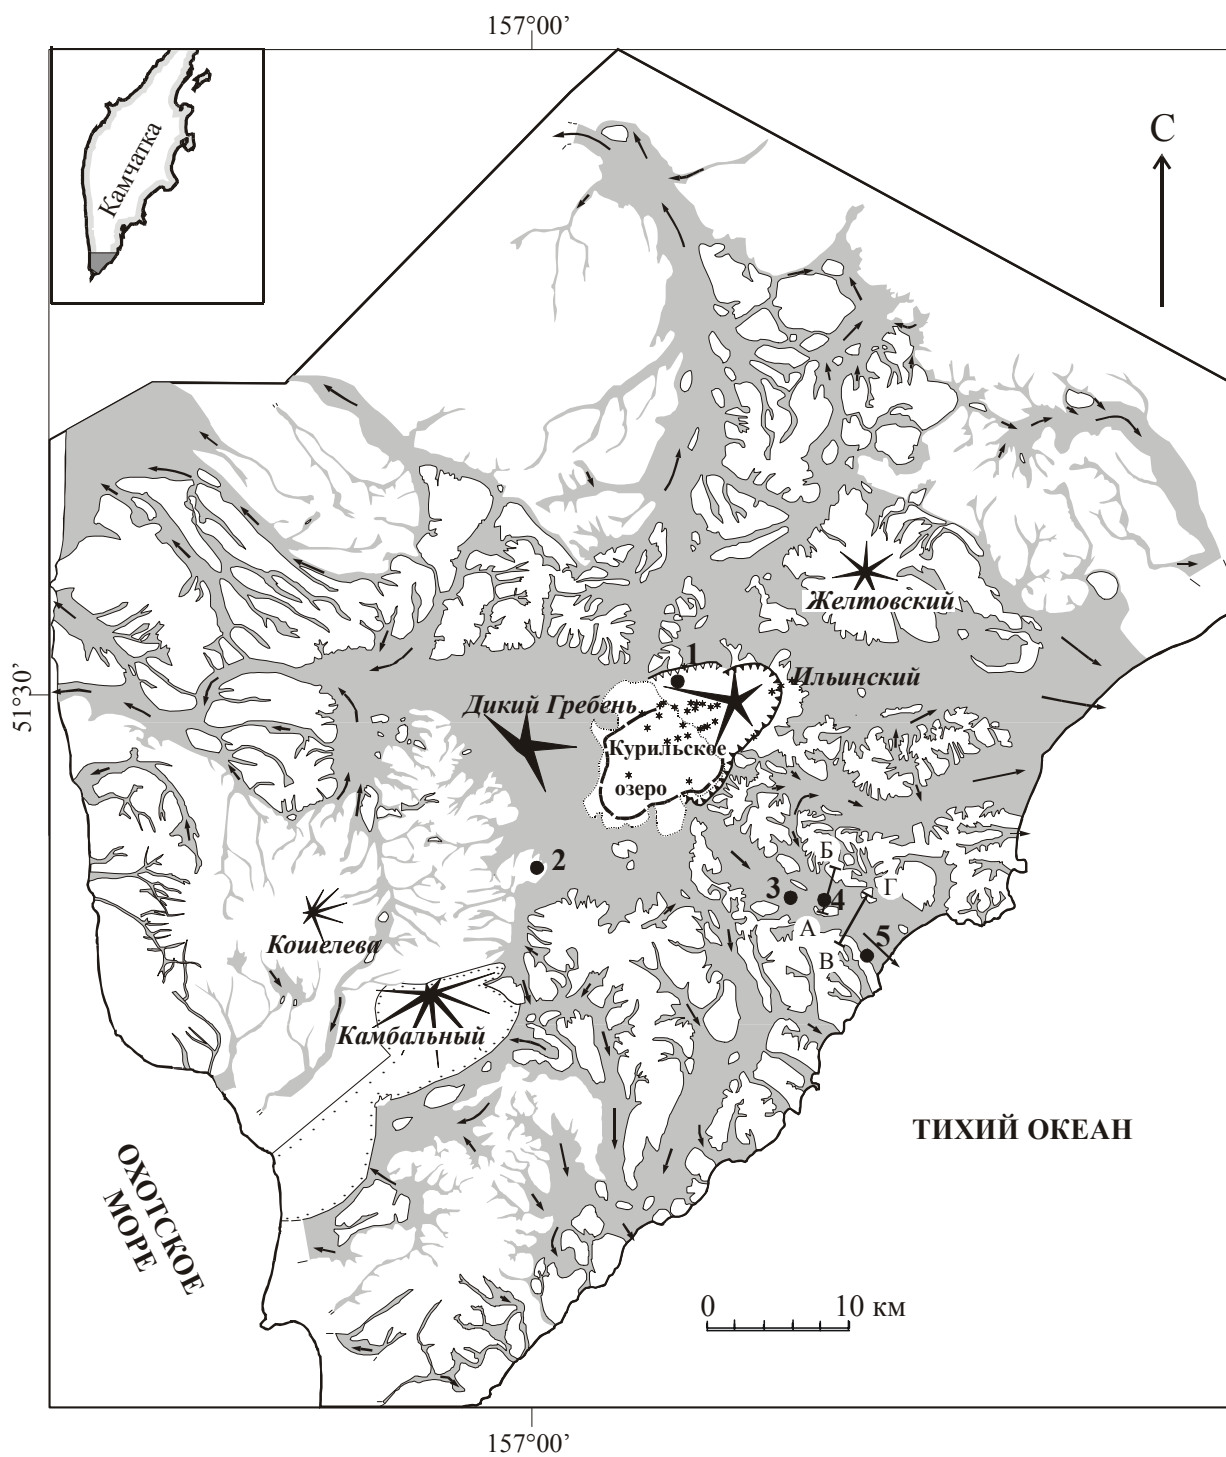 157°00’
Камчатка
С
Желтовский
1
Ильинский
51°30’
Дикий Гребень
Курильское
озеро
2
Б
3
4
Г
А
5
В
Кошелева
Камбальный
ТИХИЙ ОКЕАН
ОХОТСКОЕ
МОРЕ
0 10 км
157°00’